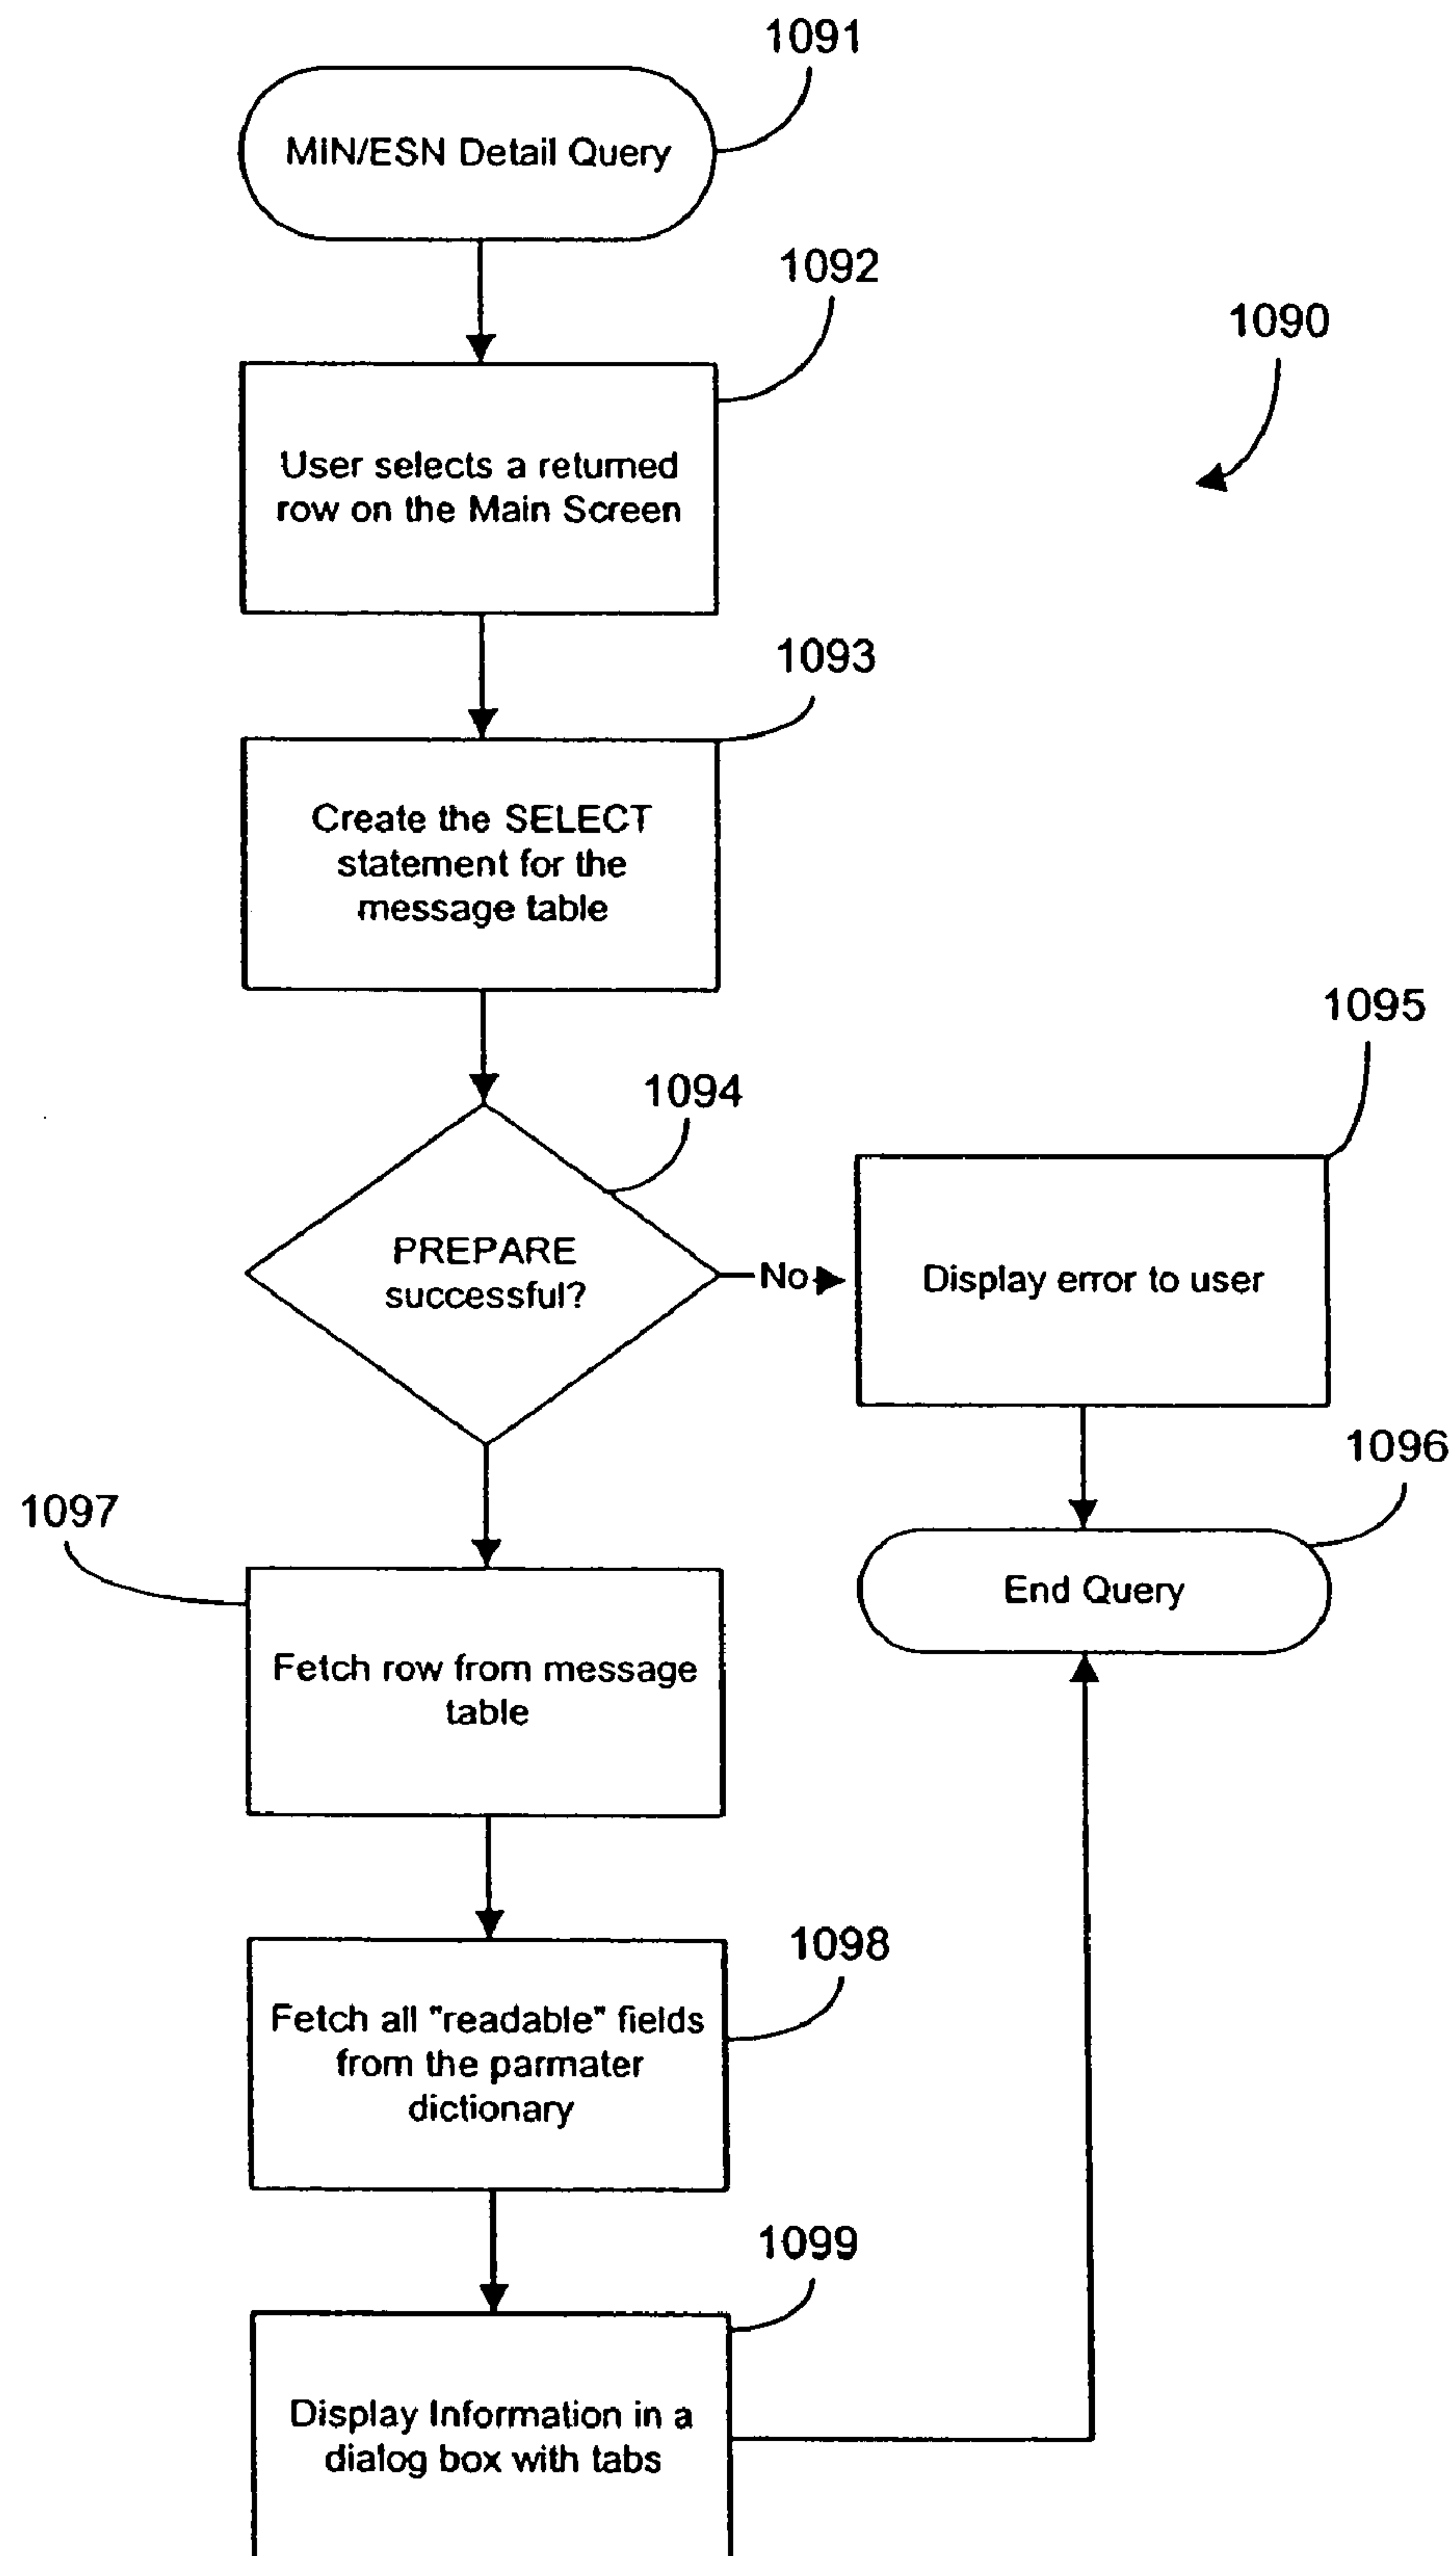 1091
MIN/ESN Detail Query
1092
1090
User selects a returned
row on the Main Screen
1093
Create the SELECT
statement for the
message table
1095
1094
PREPARE
successful?
No
Display error to user
1096
1097
End Query
Fetch row from message
table
1098
Fetch all "readable" fields
from the parmater
dictionary
1099
Display Information in a
dialog box with tabs